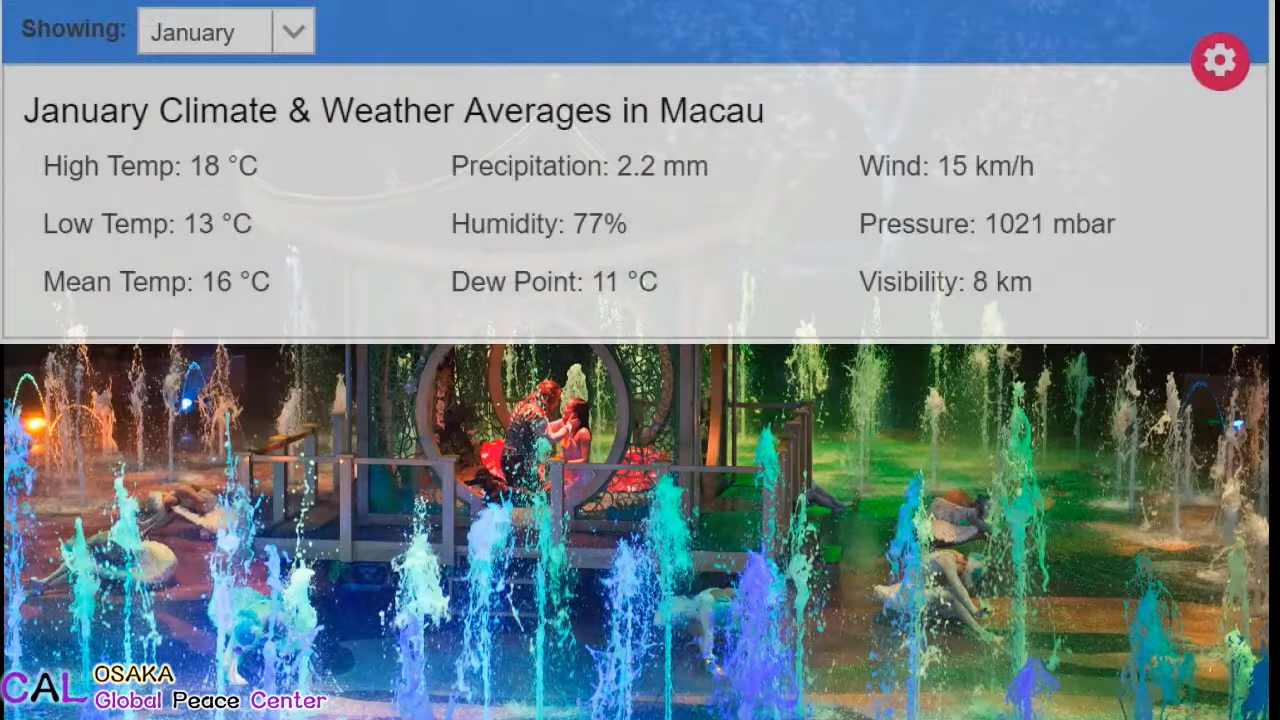 Showing: January
January Climate & Weather Averages in Macau
High Temp: 18 °C Precipitation: 2.2 mm Wind: 15 km/h
Low Temp: 13 °C Humidity: 77% Pressure: 1021 mbar
Mean Temp: 16 °C Dew Point: 11 °C Visibility: 8 km
CAL OSAKA
Global Peace Center